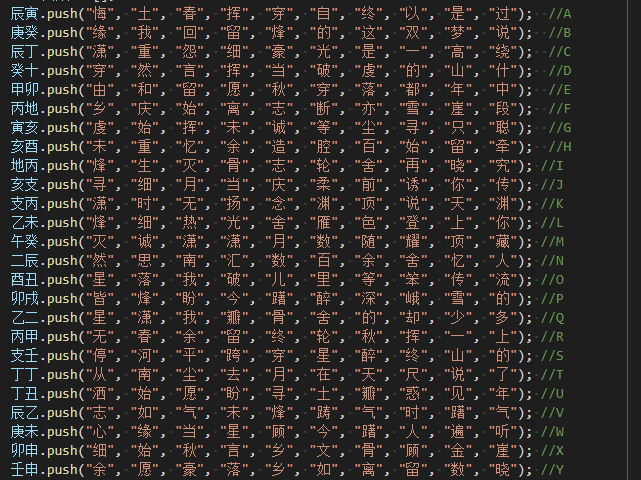 辰寅.push("悔", "土", "春", "挥", "穿", "自", "终", "以", "是", "过"); //A
庚癸.push("缘", "我", "回", "留", "烽", "的", "这", "双", "梦", "说"); //B
辰丁.push("潇", "重", "怨", "细", "豪", "光", "是", "一", "高", "绕"); //C
癸十.push("穿", "然", "言", "挥", "当", "破", "虔", "的", "山", "什"); //D
甲卯.push("由", "和", "留", "愿", "秋", "穿", "落", "都", "年", "中"); //E
丙地.push("乡", "庆", "始", "离", "志", "断", "亦", "雪", "崖", "段"); //F
寅亥.push("虔", "始", "挥", "未", "诚", "等", "尘", "寻", "只", "聪"); //G
亥酉.push("未", "重", "忆", "余", "造", "腔", "百", "始", "留", "牵"); //H
地丙.push("烽", "生", "灭", "骨", "志", "轮", "舍", "再", "晓", "究"); //I
亥支.push("寻", "细", "月", "当", "庆", "柔", "前", "诱", "你", "传"); //J
支丙.push("潇", "时", "无", "扬", "念", "渊", "顶", "说", "天", "渊"); //K
乙未.push("烽", "细", "热", "光", "舍", "雁", "色", "登", "上", "你"); //L
午癸.push("灭", "诚", "潇", "潇", "月", "数", "随", "耀", "顶", "藏"); //M
二辰.push("然", "思", "南", "汇", "数", "百", "余", "舍", "忆", "人"); //N
酉丑.push("星", "落", "我", "破", "儿", "里", "等", "笨", "传", "流"); //O
卯戌.push("皆", "烽", "盼", "今", "躇", "醉", "深", "峨", "雪", "的"); //P
乙二.push("星", "潇", "我", "瓣", "骨", "舍", "的", "却", "少", "多"); //Q
丙甲.push("无", "春", "余", "留", "终", "轮", "秋", "挥", "一", "上"); //R
支壬.push("停", "河", "平", "跨", "穿", "星", "醉", "终", "山", "的"); //S
丁丁.push("从", "南", "尘", "去", "月", "在", "天", "尺", "说", "了"); //T
丁丑.push("洒", "始", "愿", "盼", "寻", "土", "瓣", "惑", "见", "年"); //U
辰乙.push("志", "如", "气", "未", "烽", "踌", "气", "时", "躇", "气"); //V
庚未.push("心", "缘", "当", "星", "顾", "今", "躇", "人", "遍", "听"); //W
卯申.push("细", "始", "秋", "言", "乡", "文", "骨", "顾", "金", "崖"); //X
壬申.push("余", "愿", "豪", "落", "乡", "如", "离", "留", "数", "晓"); //Y